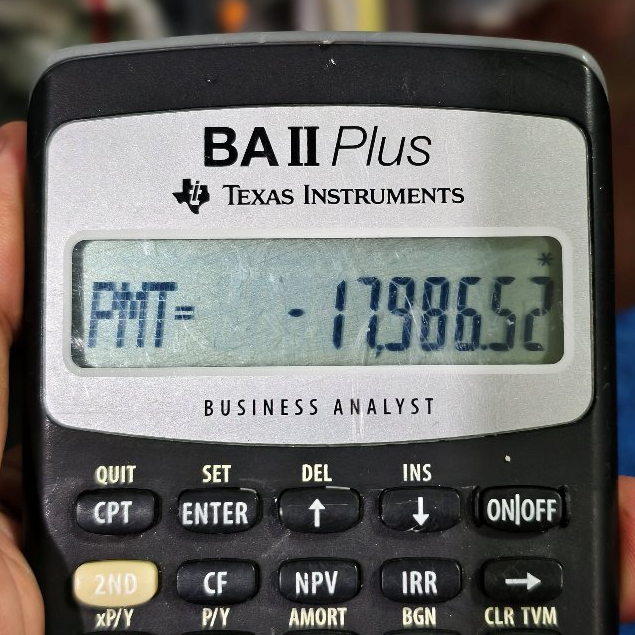 BA II Plus
TEXAS INSTRUMENTS
*
PMT= -17,986.52
BUSINESS ANALYST
QUIT SET DEL INS
CPT ENTER ↑ ↓ ON|OFF
2ND CF NPV IRR →
xP/Y P/Y AMORT BGN CLR TVM